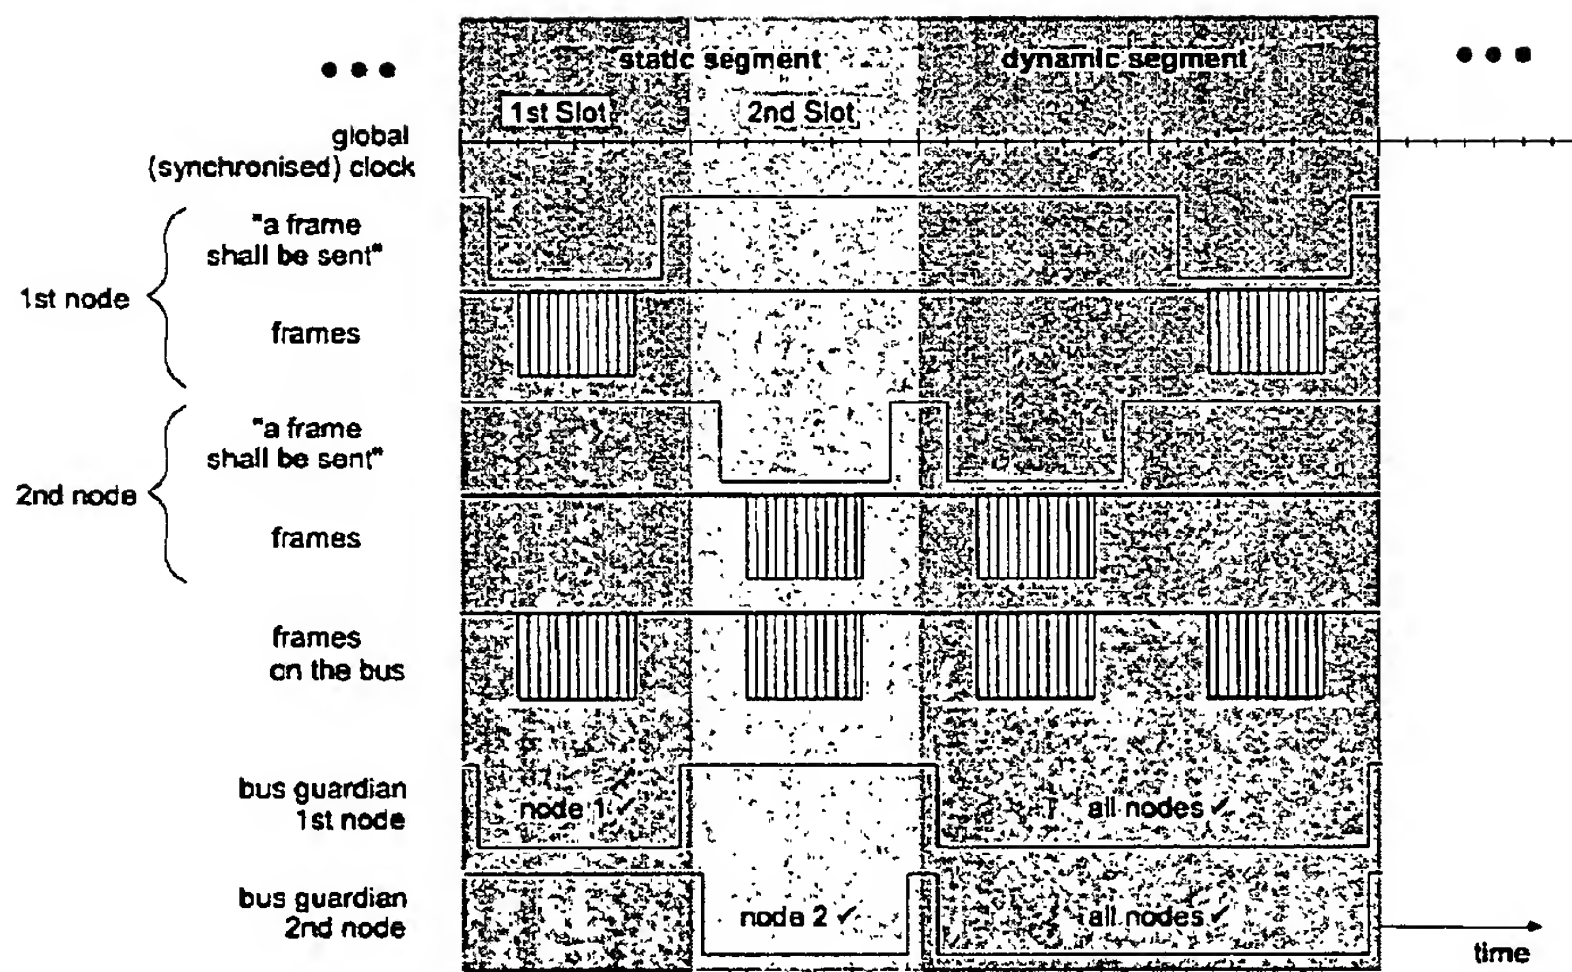 static segment
dynamic segment
1st Slot
2nd Slot
global
(synchronised) clock
"a frame
shall be sent"
1st node
frames
"a frame
shall be sent"
2nd node
frames
frames
on the bus
bus guardian
1st node
node 1 ✓
all nodes ✓
bus guardian
2nd node
node 2 ✓
all nodes ✓
time